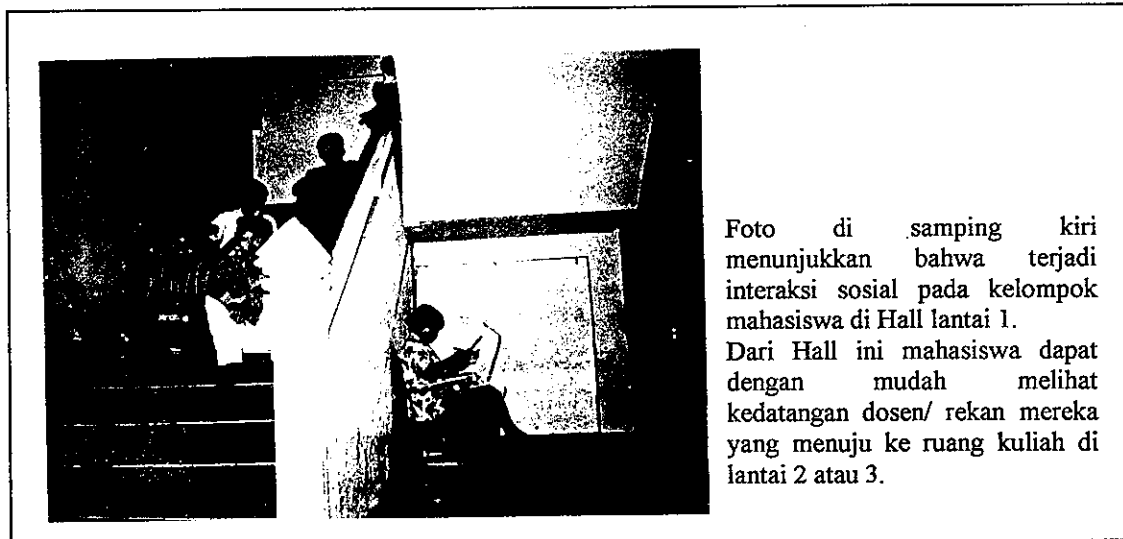 Foto di samping kiri
menunjukkan bahwa terjadi
interaksi sosial pada kelompok
mahasiswa di Hall lantai 1.
Dari Hall ini mahasiswa dapat
dengan mudah melihat
kedatangan dosen/ rekan mereka
yang menuju ke ruang kuliah di
lantai 2 atau 3.